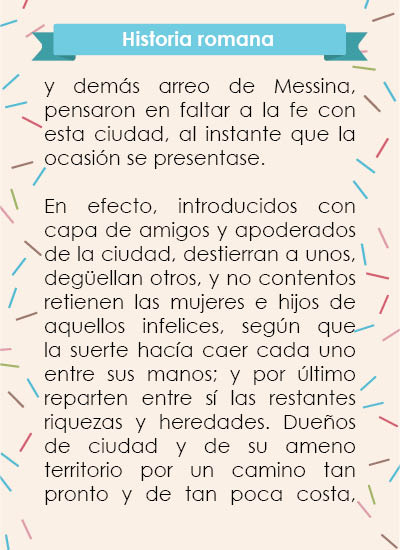 Historia romana
y demás arreo de Messina,
pensaron en faltar a la fe con
esta ciudad, al instante que la
ocasión se presentase.
En efecto, introducidos con
capa de amigos y apoderados
de la ciudad, destierran a unos,
degüellan otros, y no contentos
retienen las mujeres e hijos de
aquellos infelices, según que
la suerte hacía caer cada uno
entre sus manos; y por último
reparten entre sí las restantes
riquezas y heredades. Dueños
de ciudad y de su ameno
territorio por un camino tan
pronto y de tan poca costa,